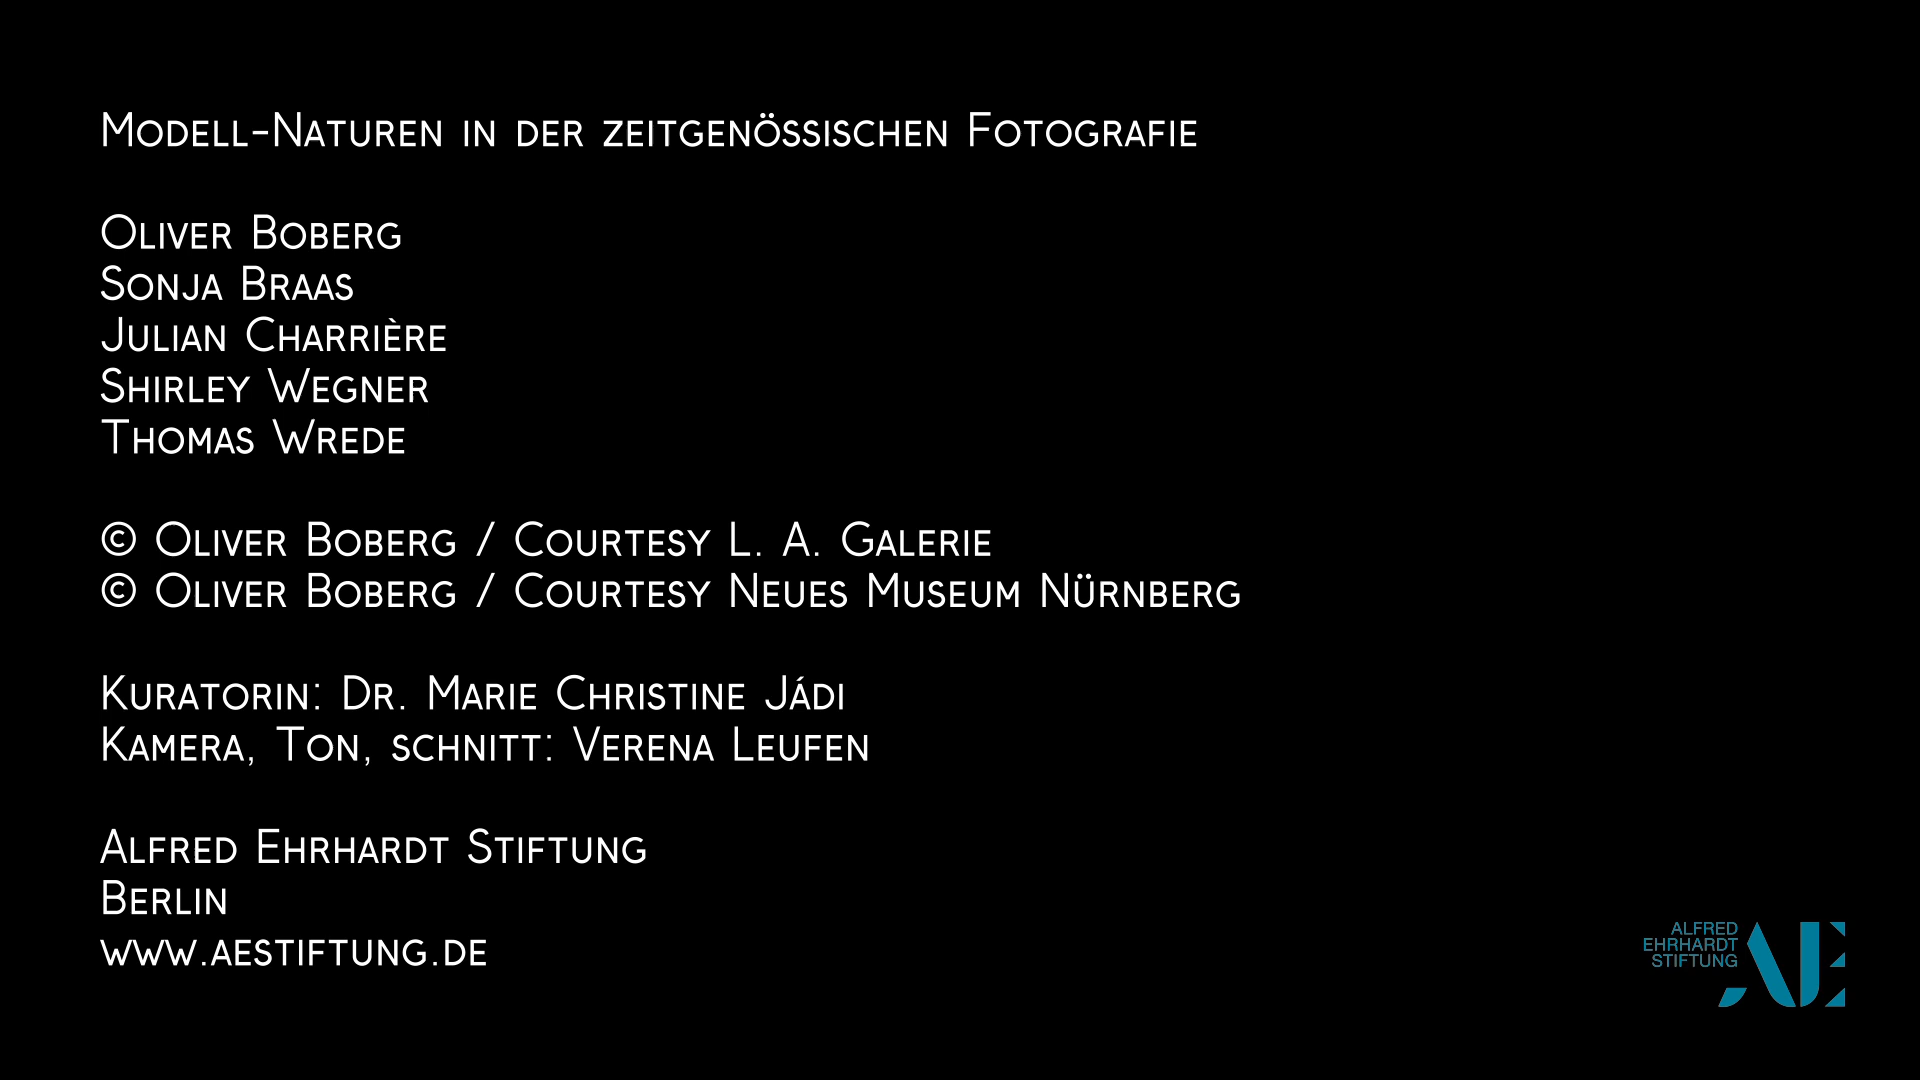 Modell-Naturen in der zeitgenössischen Fotografie
Oliver Boberg
Sonja Braas
Julian Charrière
Shirley Wegner
Thomas Wrede
© Oliver Boberg / Courtesy L. A. Galerie
© Oliver Boberg / Courtesy Neues Museum Nürnberg
Kuratorin: Dr. Marie Christine Jádi
Kamera, Ton, schnitt: Verena Leufen
Alfred Ehrhardt Stiftung
Berlin
www.aestiftung.de
ALFRED
EHRHARDT
STIFTUNG
AE